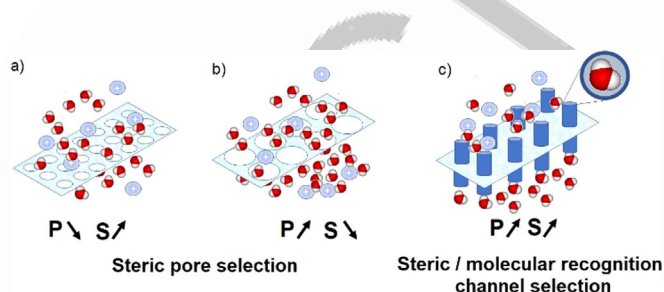 a) b) c)
P↘ S↗ P↗ S↘ P↗ S↗
Steric pore selection
Steric / molecular recognition
channel selection